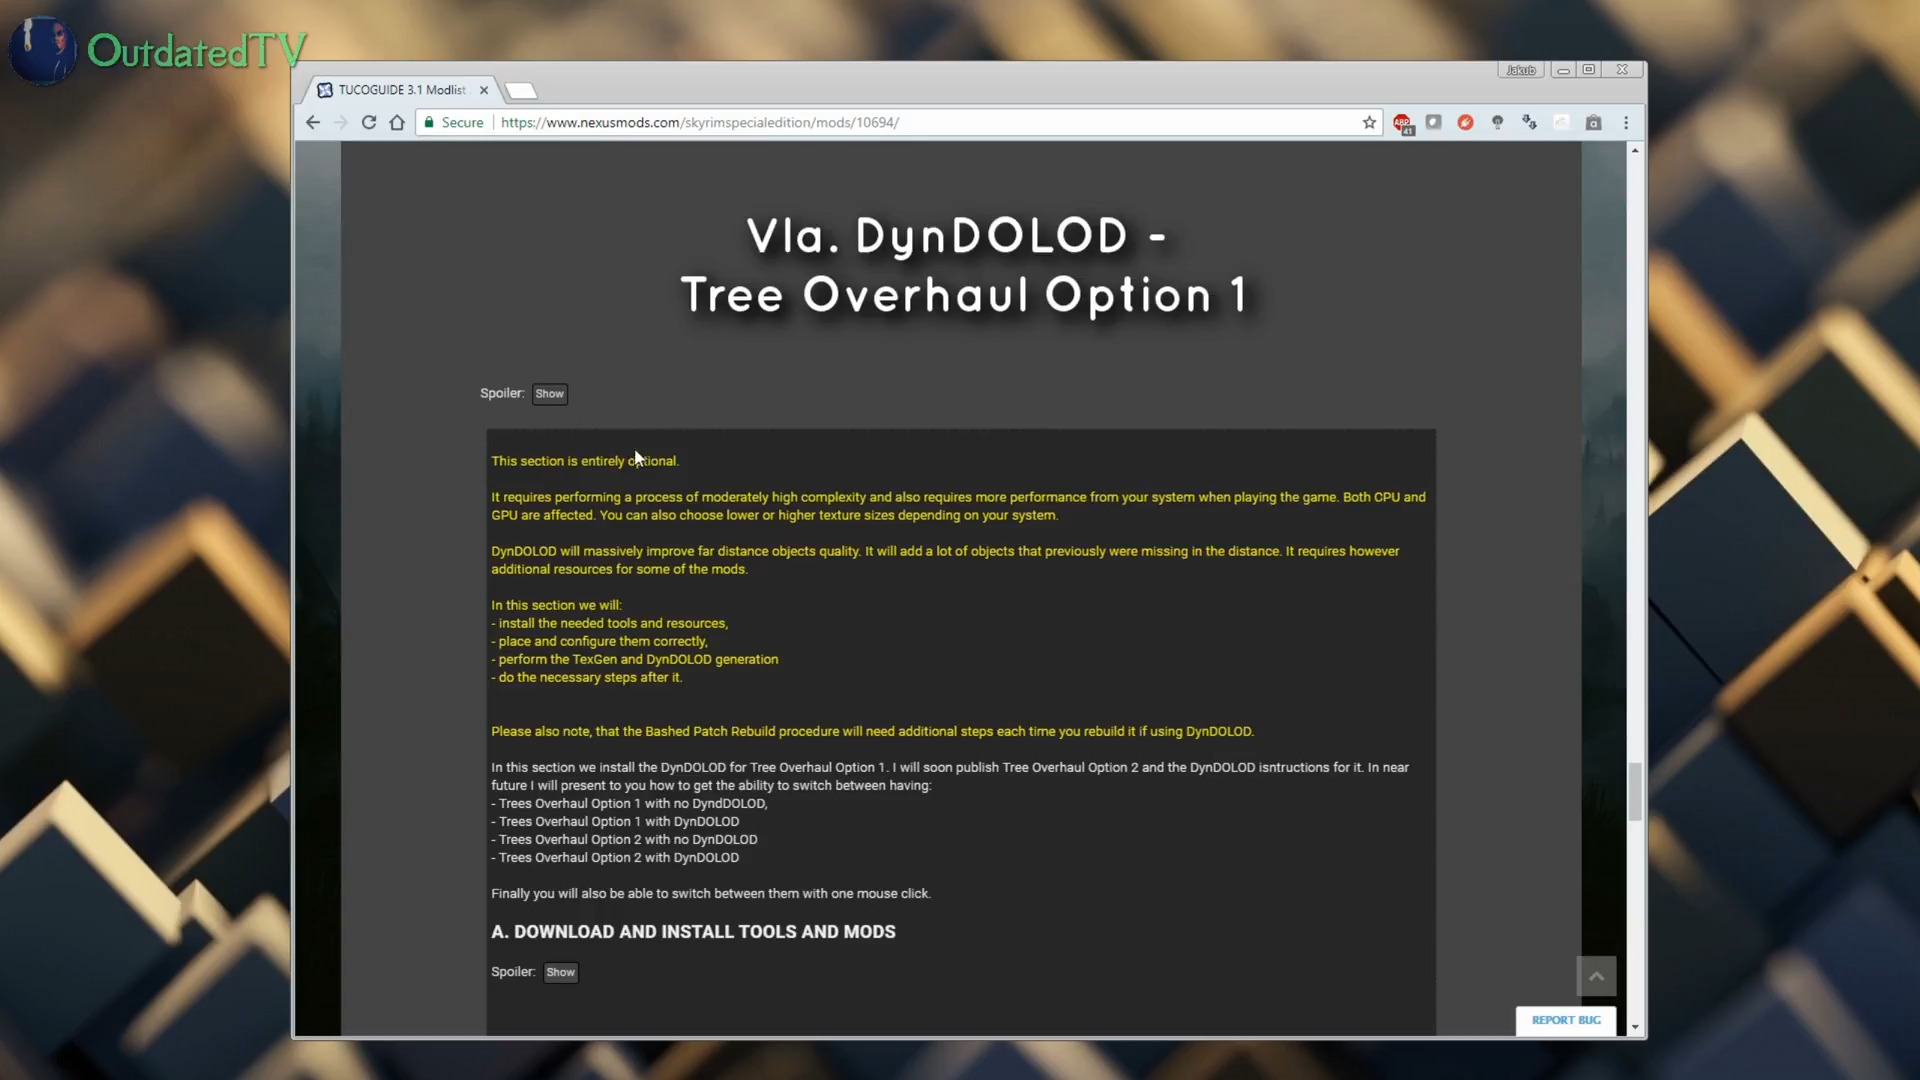 OutdatedTV
Jakub
TUCOGUIDE 3.1 Modlist
Secure
https://www.nexusmods.com/skyrimspecialedition/mods/10694/
ABP
41
VIa. DynDOLOD -
Tree Overhaul Option 1
Spoiler: Show
This section is entirely optional.
It requires performing a process of moderately high complexity and also requires more performance from your system when playing the game. Both CPU and
GPU are affected. You can also choose lower or higher texture sizes depending on your system.
DynDOLOD will massively improve far distance objects quality. It will add a lot of objects that previously were missing in the distance. It requires however
additional resources for some of the mods.
In this section we will:
- install the needed tools and resources,
- place and configure them correctly,
- perform the TexGen and DynDOLOD generation
- do the necessary steps after it.
Please also note, that the Bashed Patch Rebuild procedure will need additional steps each time you rebuild it if using DynDOLOD.
In this section we install the DynDOLOD for Tree Overhaul Option 1. I will soon publish Tree Overhaul Option 2 and the DynDOLOD isntructions for it. In near
future I will present to you how to get the ability to switch between having:
- Trees Overhaul Option 1 with no DyndDOLOD,
- Trees Overhaul Option 1 with DynDOLOD
- Trees Overhaul Option 2 with no DynDOLOD
- Trees Overhaul Option 2 with DynDOLOD
Finally you will also be able to switch between them with one mouse click.
A. DOWNLOAD AND INSTALL TOOLS AND MODS
Spoiler: Show
REPORT BUG